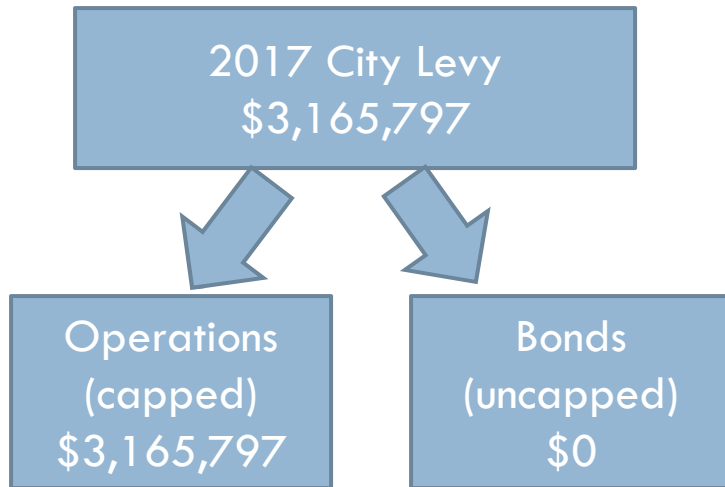 2017 City Levy
$3,165,797
Operations
(capped)
$3,165,797
Bonds
(uncapped)
$0